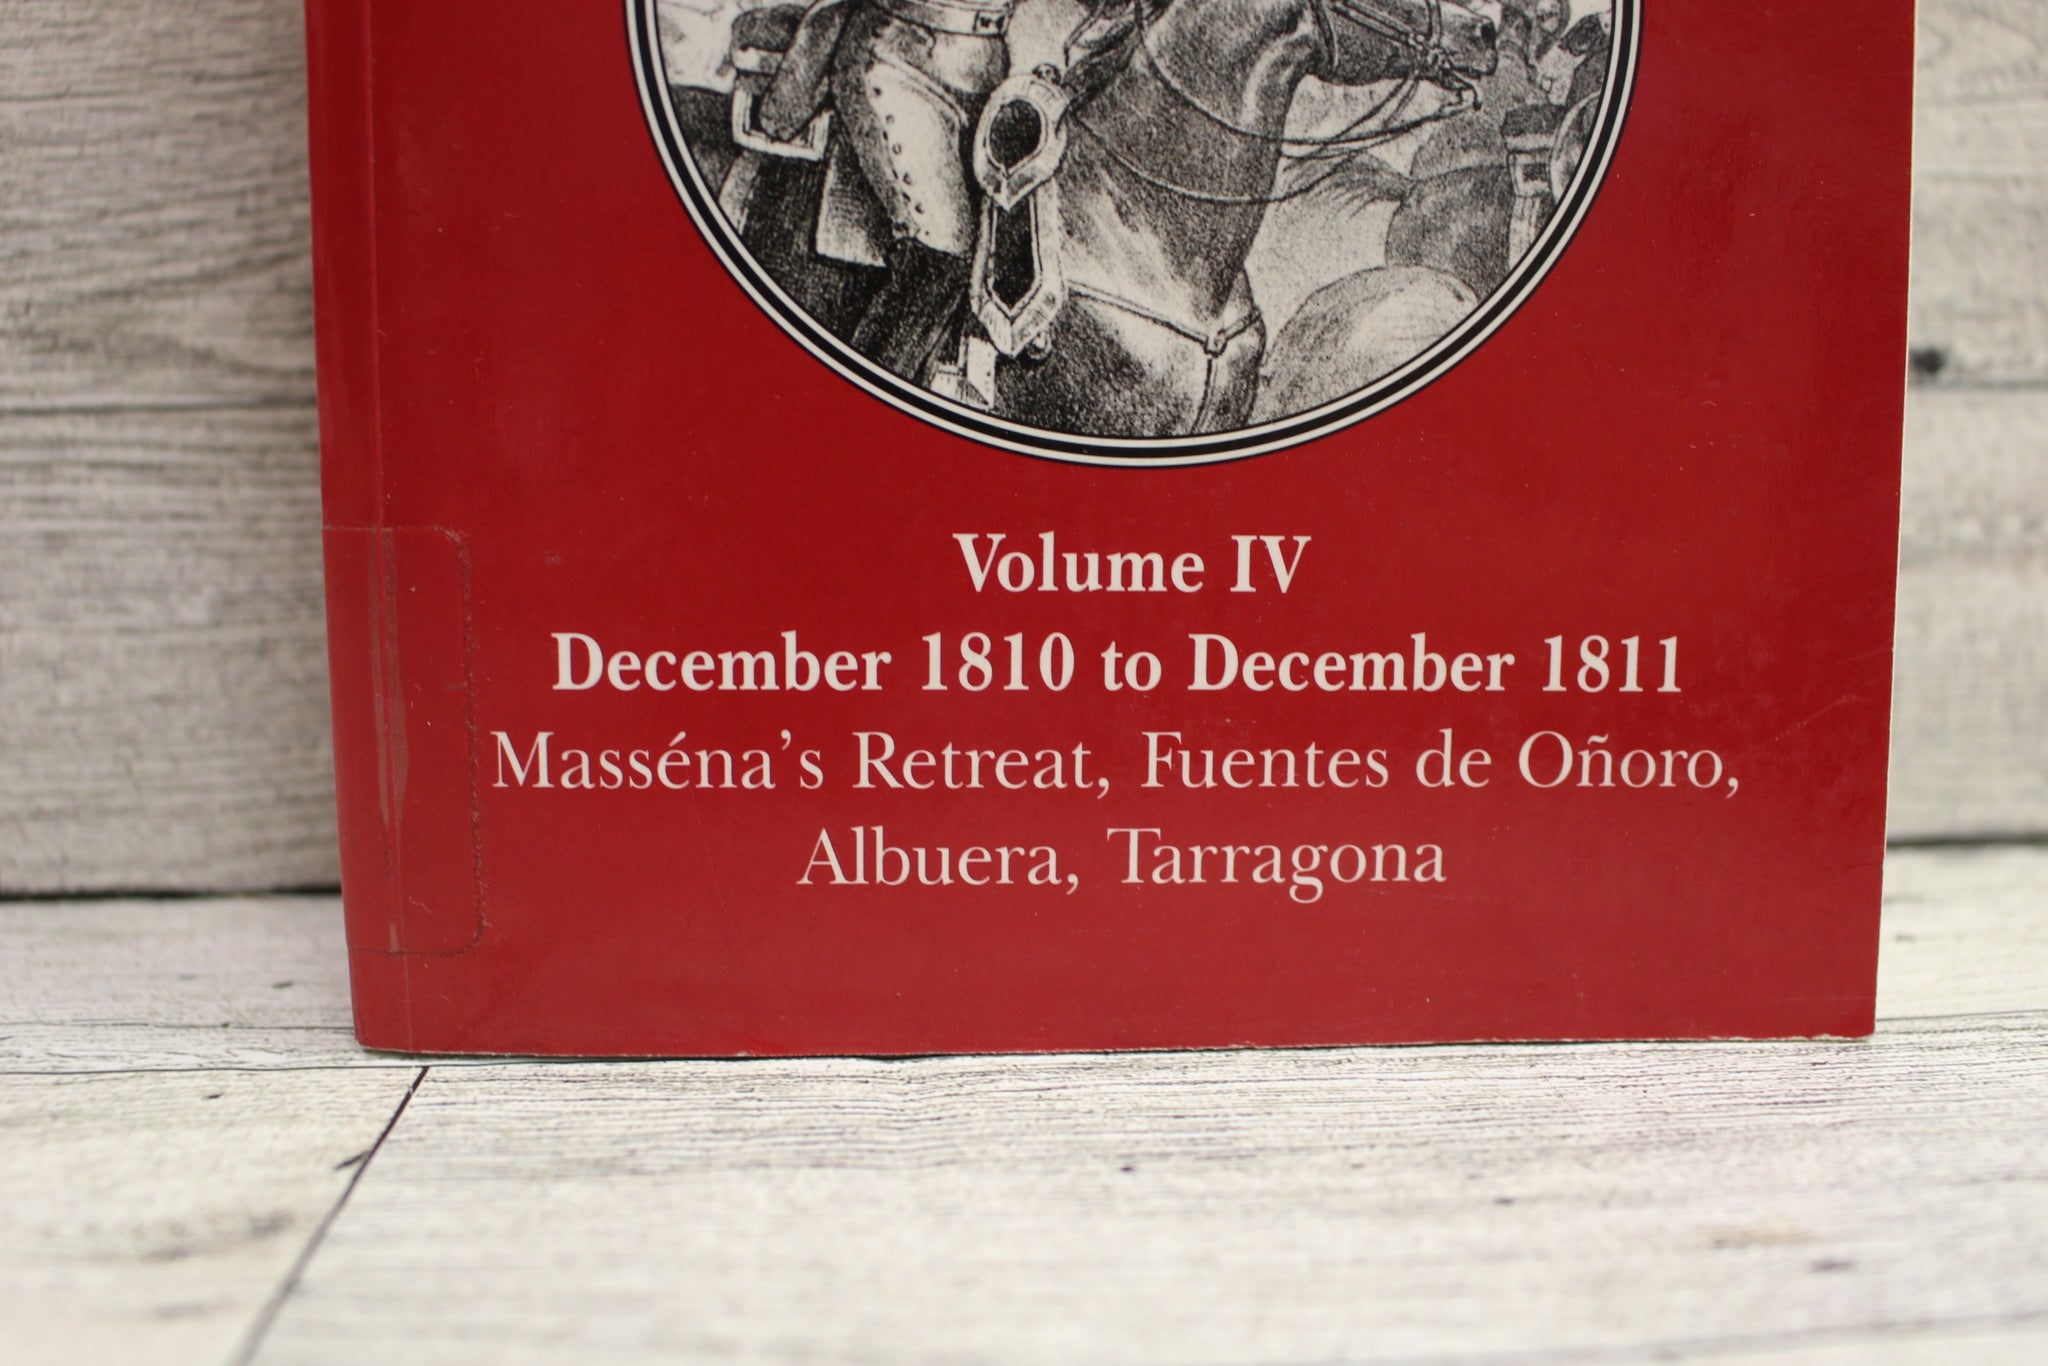 Volume IV
December 1810 to December 1811
Masséna's Retreat, Fuentes de Oñoro,
Albuera, Tarragona